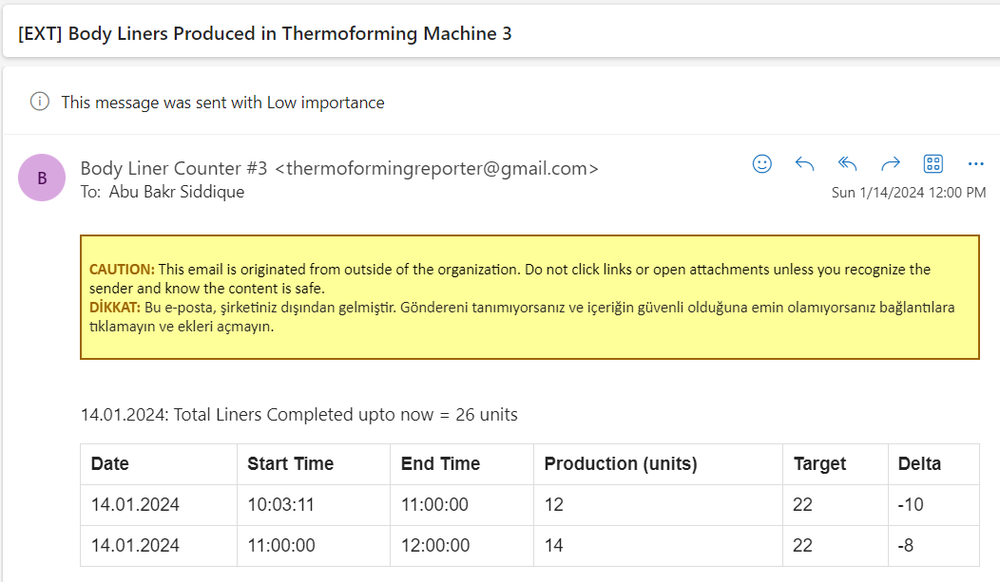 [EXT] Body Liners Produced in Thermoforming Machine 3
This message was sent with Low importance
B
Body Liner Counter #3 <thermoformingreporter@gmail.com>
To: Abu Bakr Siddique
Sun 1/14/2024 12:00 PM
CAUTION: This email is originated from outside of the organization. Do not click links or open attachments unless you recognize the
sender and know the content is safe.
DİKKAT: Bu e-posta, şirketiniz dışından gelmiştir. Göndereni tanımıyorsanız ve içeriğin güvenli olduğuna emin olamıyorsanız bağlantılara
tıklamayın ve ekleri açmayın.
14.01.2024: Total Liners Completed upto now = 26 units
Date Start Time End Time Production (units) Target Delta
14.01.2024 10:03:11 11:00:00 12 22 -10
14.01.2024 11:00:00 12:00:00 14 22 -8